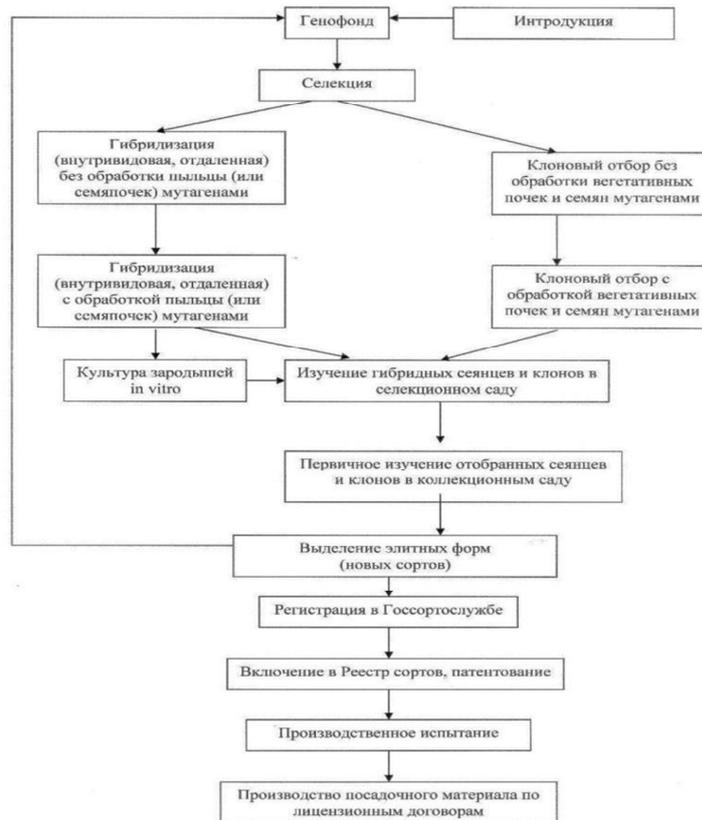 Генофонд
Интродукция
Селекция
Гибридизация
(внутривидовая, отдаленная)
без обработки пыльцы (или
семяпочек) мутагенами
Клоновый отбор без
обработки вегетативных
почек и семян мутагенами
Гибридизация
(внутривидовая, отдаленная)
с обработкой пыльцы (или
семяпочек) мутагенами
Клоновый отбор с
обработкой вегетативных
почек и семян мутагенами
Культура зародышей
in vitro
Изучение гибридных сеянцев и клонов в
селекционном саду
Первичное изучение отобранных сеянцев
и клонов в коллекционным саду
Выделение элитных форм
(новых сортов)
Регистрация в Госсортослужбе
Включение в Реестр сортов, патентование
Производственное испытание
Производство посадочного материала по
лицензионным договорам